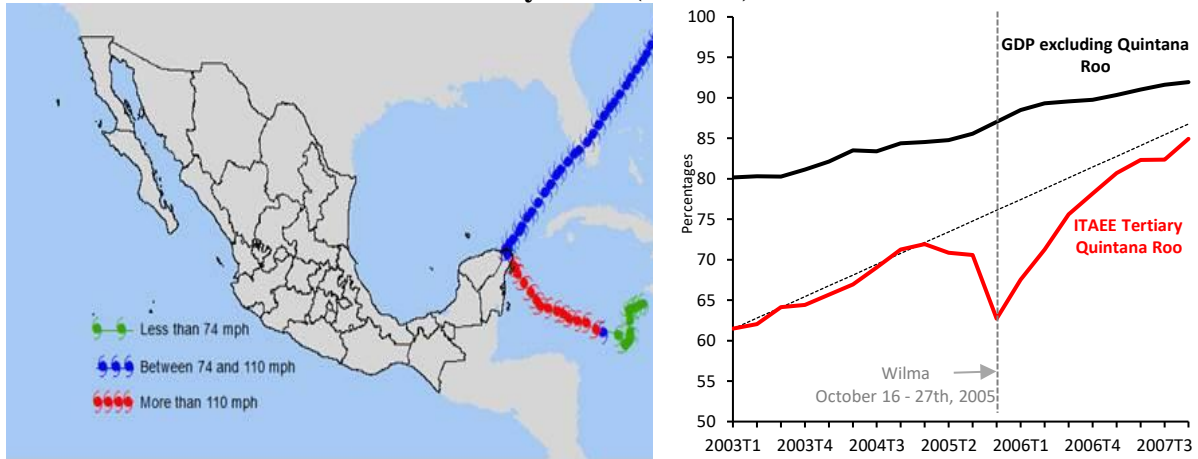 Less than 74 mph
Between 74 and 110 mph
More than 110 mph
100
95
90
85
80
75
70
65
60
55
50
Percentages
GDP excluding Quintana
Roo
ITAEE Tertiary
Quintana Roo
Wilma
October 16 - 27th, 2005
2003T1 2003T4 2004T3 2005T2 2006T1 2006T4 2007T3